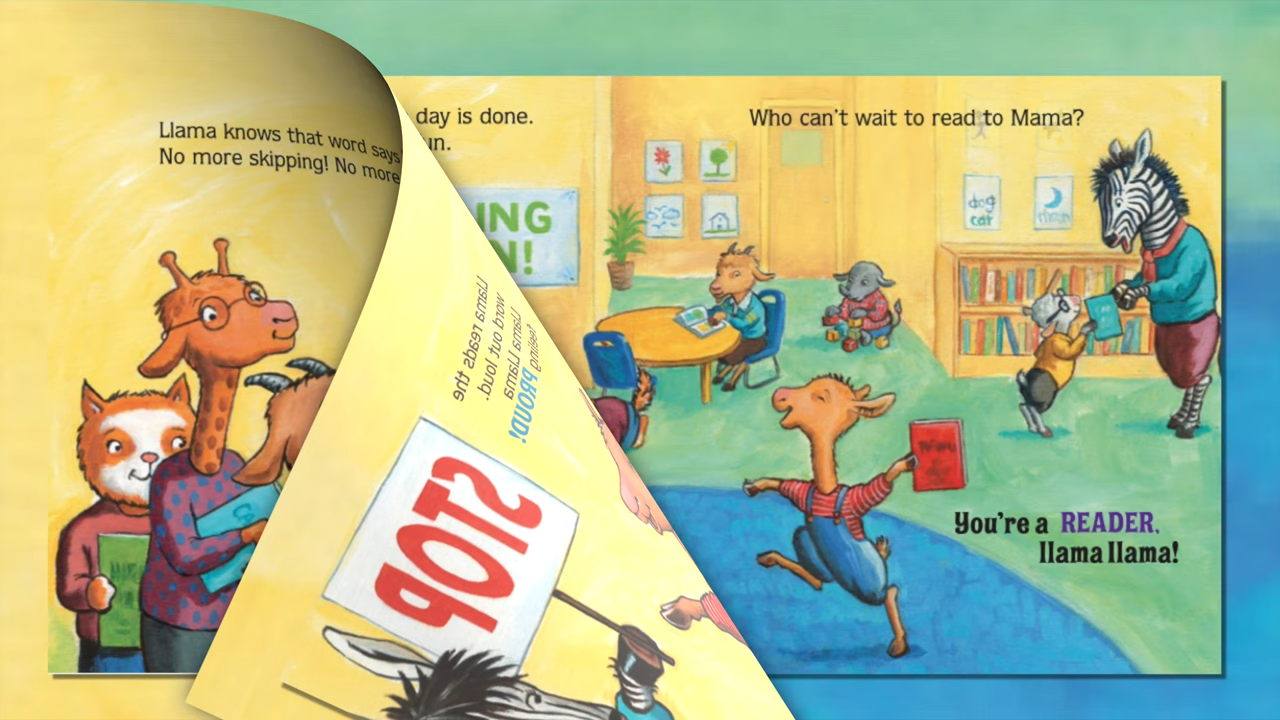 Llama knows that word says
No more skipping! No more
day is done.
un.
ING
N!
Llama reads the
word out loud.
Llama Llama
feeling PROUD!
STOP
Who can't wait to read to Mama?
dog
cat
moon
You're a READER,
llama llama!